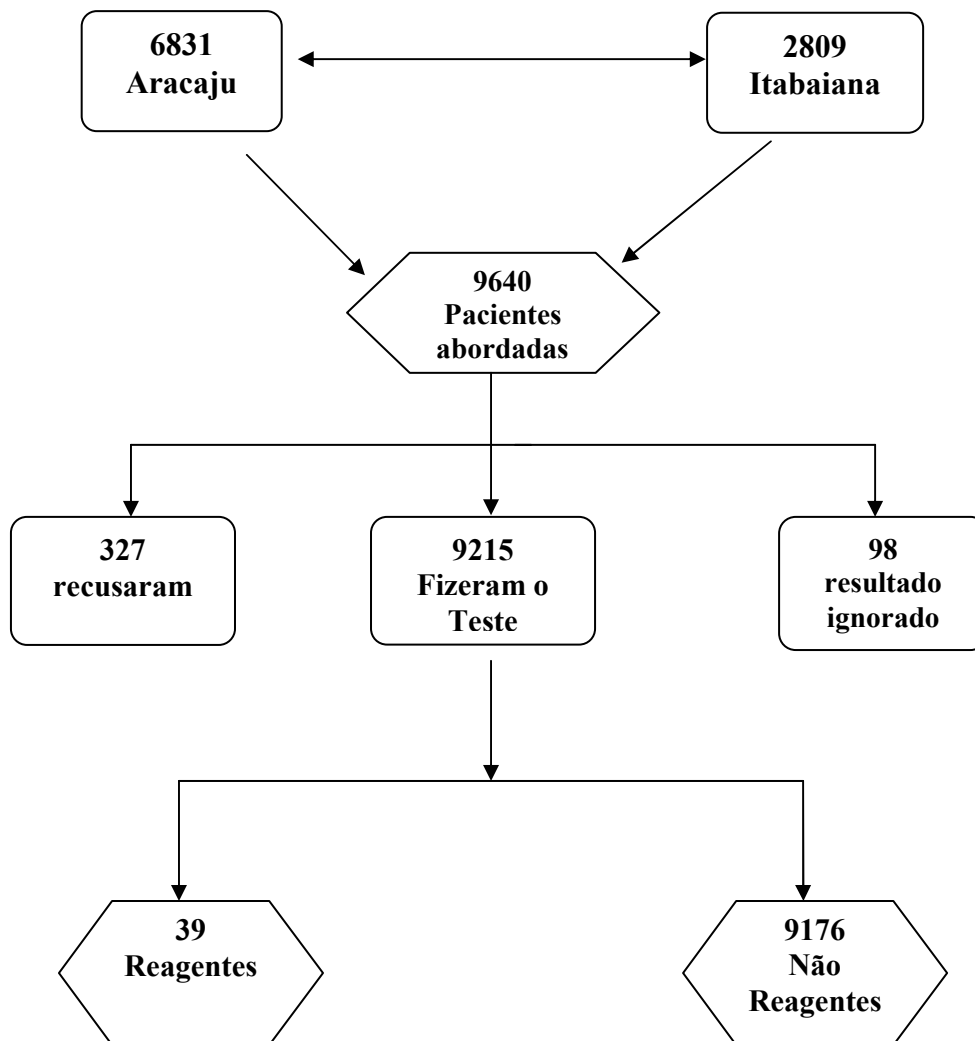 6831
Aracaju
2809
Itabaiana
9640
Pacientes
abordadas
327
recusaram
9215
Fizeram o
Teste
98
resultado
ignorado
39
Reagentes
9176
Não
Reagentes